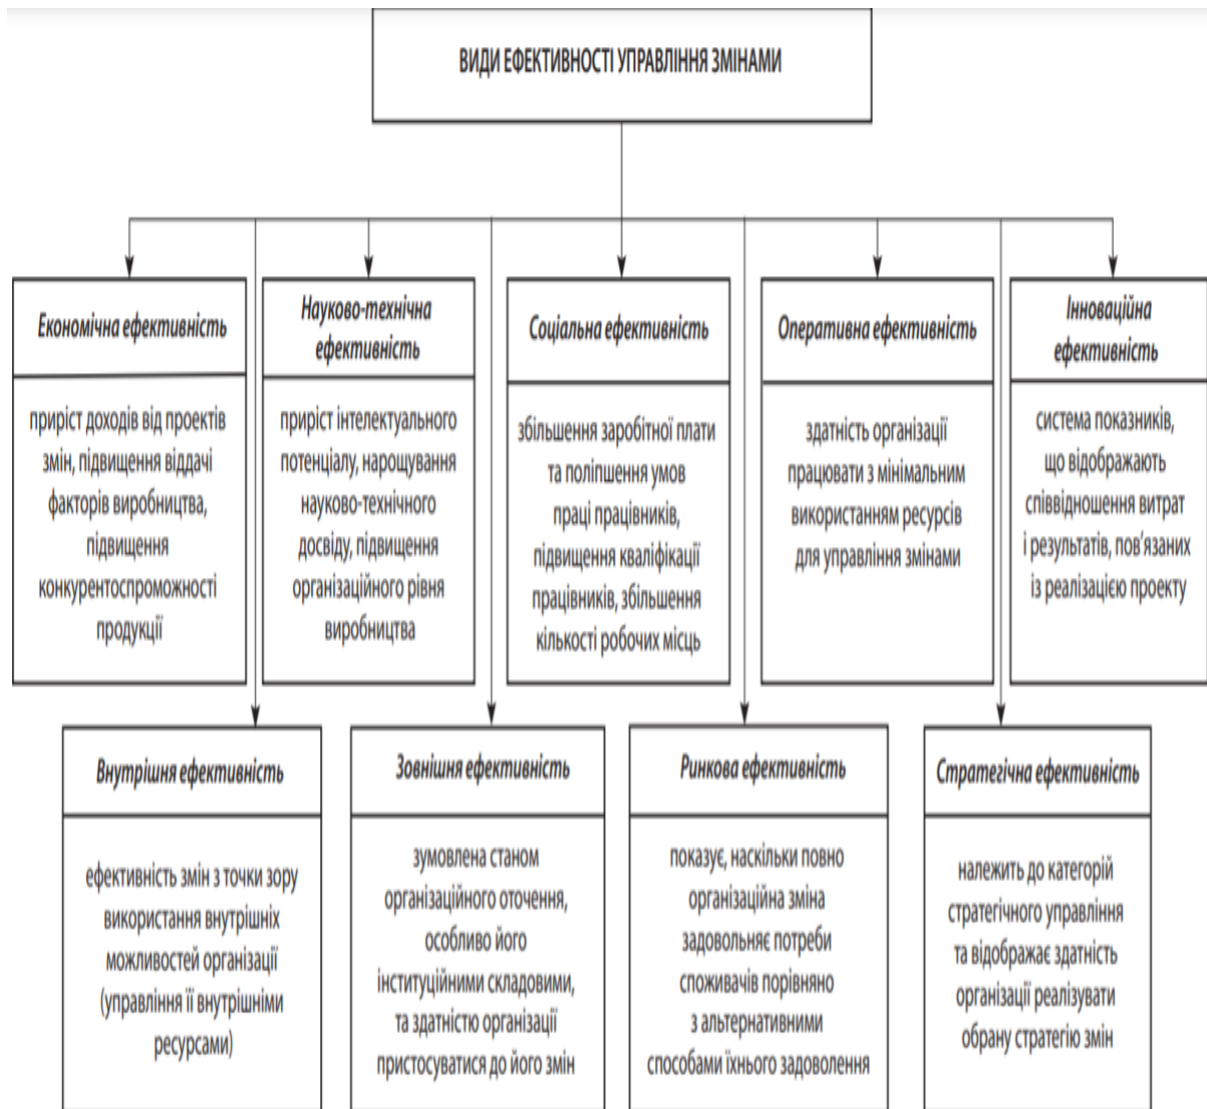 ВИДИ ЕФЕКТИВНОСТІ УПРАВЛІННЯ ЗМІНАМИ
Економічна ефективність
приріст доходів від проектів
змін, підвищення віддачі
факторів виробництва,
підвищення
конкурентоспроможності
продукції
Науково-технічна
ефективність
приріст інтелектуального
потенціалу, нарощування
науково-технічного
досвіду, підвищення
організаційного рівня
виробництва
Соціальна ефективність
збільшення заробітної плати
та поліпшення умов
праці працівників,
підвищення кваліфікації
працівників, збільшення
кількості робочих місць
Оперативна ефективність
здатність організації
працювати з мінімальним
використанням ресурсів
для управління змінами
Інноваційна
ефективність
система показників,
що відображають
співвідношення витрат
і результатів, пов'язаних
із реалізацією проекту
Внутрішня ефективність
ефективність змін з точки зору
використання внутрішніх
можливостей організації
(управління її внутрішніми
ресурсами)
Зовнішня ефективність
зумовлена станом
організаційного оточення,
особливо його
інституційними складовими,
та здатністю організації
пристосуватися до його змін
Ринкова ефективність
показує, наскільки повно
організаційна зміна
задовольняє потреби
споживачів порівняно
з альтернативними
способами їхнього задоволення
Стратегічна ефективність
належить до категорій
стратегічного управління
та відображає здатність
організації реалізувати
обрану стратегію змін